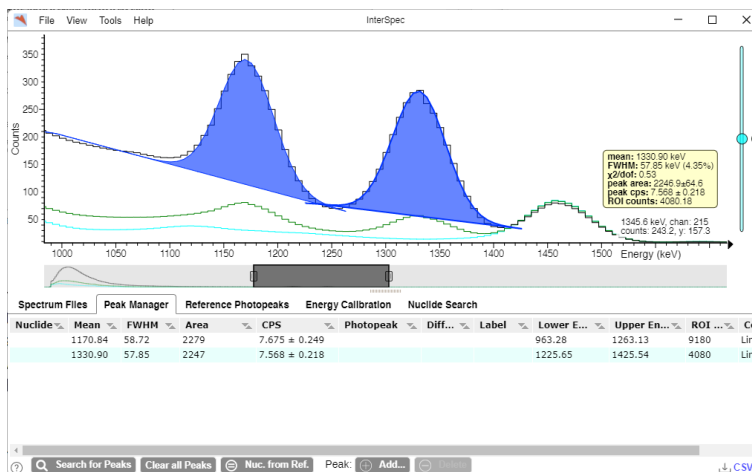 File View Tools Help InterSpec
350
300
250
200
150
100
50
Counts
mean: 1330.90 keV
FWHM: 57.85 keV (4.35%)
χ2/dof: 0.53
peak area: 2246.9±64.6
peak cps: 7.568 ± 0.218
ROI counts: 4080.18
1345.6 keV, chan: 215
counts: 243.2, y: 157.3
1000 1050 1100 1150 1200 1250 1300 1350 1400 1450 1500
Energy (keV)
Spectrum Files Peak Manager Reference Photopeaks Energy Calibration Nuclide Search
Nuclide Mean FWHM Area CPS Photopeak Diff... Label Lower E... Upper En... ROI ... Co
1170.84 58.72 2279 7.675 ± 0.249 963.28 1263.13 9180 Lin
1330.90 57.85 2247 7.568 ± 0.218 1225.65 1425.54 4080 Lin
? Search for Peaks Clear all Peaks Nuc. from Ref. Peak: Add... Delete CSV